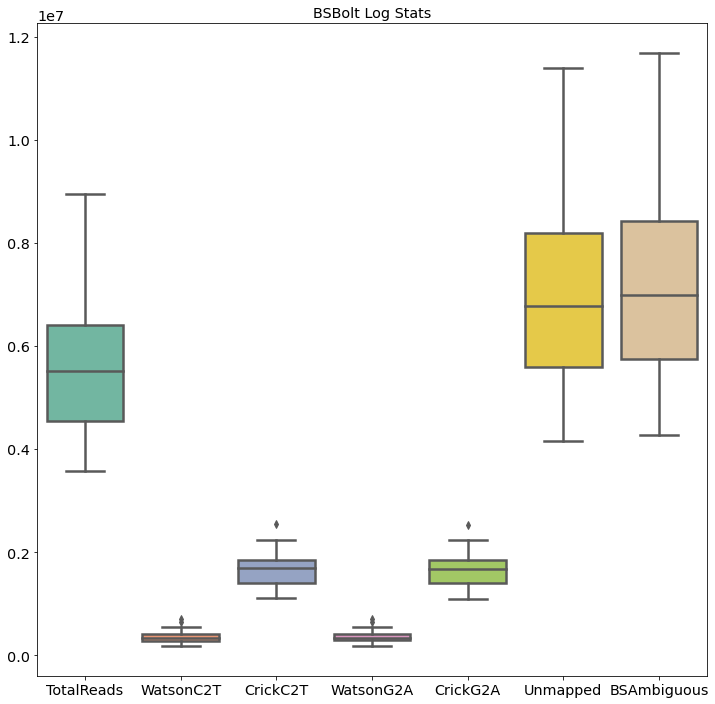 BSBolt Log Stats
1e7
1.2
1.0
0.8
0.6
0.4
0.2
0.0
TotalReads WatsonC2T CrickC2T WatsonG2A CrickG2A Unmapped BSAmbiguous